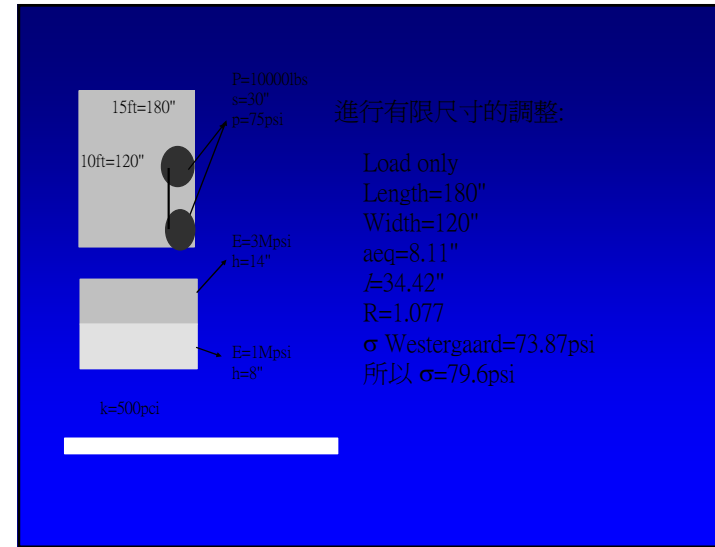 P=10000lbs
s=30"
p=75psi
15ft=180"
10ft=120"
E=3Mpsi
h=14"
E=1Mpsi
h=8"
k=500pci
進行有限尺寸的調整:
Load only
Length=180"
Width=120"
aeq=8.11"
l=34.42"
R=1.077
σ Westergaard=73.87psi
所以 σ=79.6psi